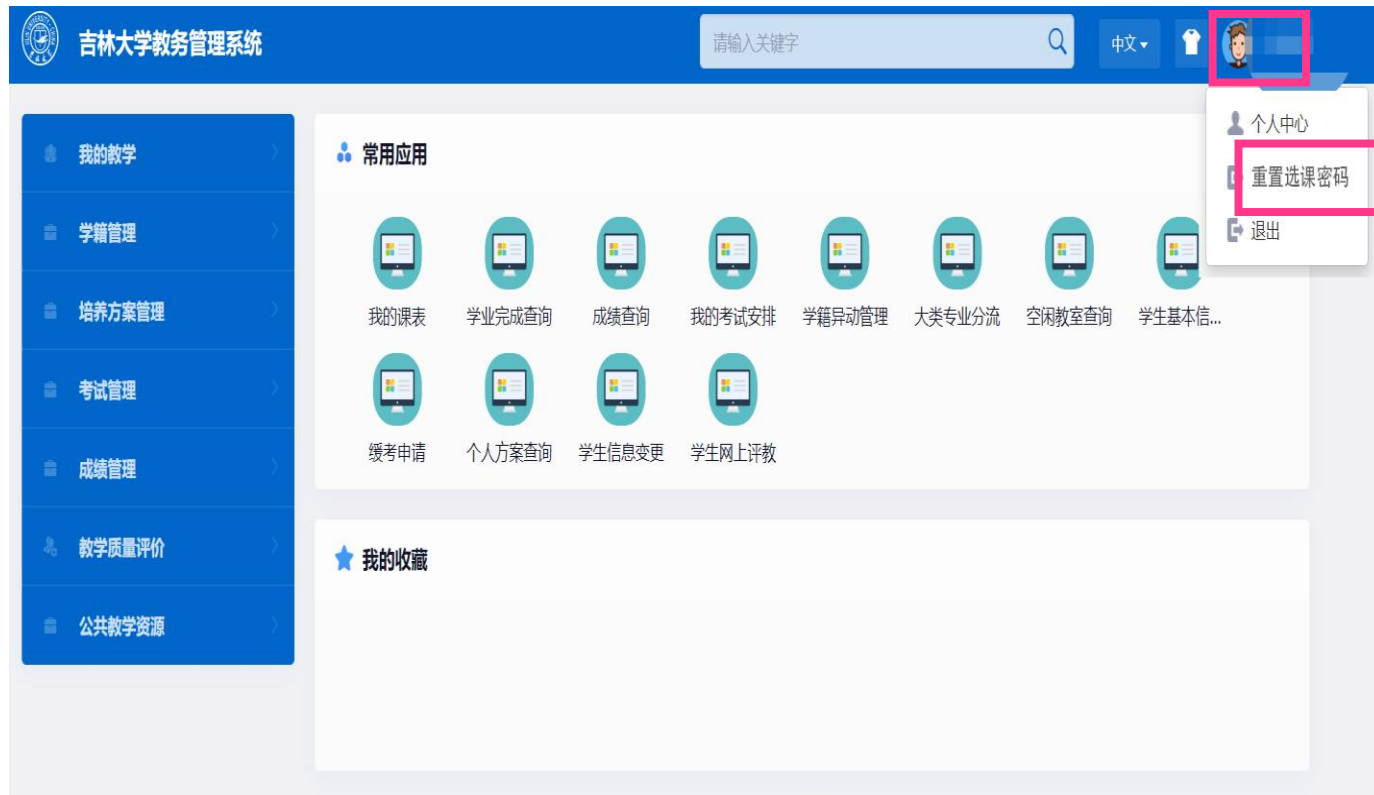 吉林大学教务管理系统
请输入关键字
中文
个人中心
重置选课密码
退出
我的教学
学籍管理
培养方案管理
考试管理
成绩管理
教学质量评价
公共教学资源
常用应用
我的课表 学业完成查询 成绩查询 我的考试安排 学籍异动管理 大类专业分流 空闲教室查询 学生基本信...
缓考申请 个人方案查询 学生信息变更 学生网上评教
我的收藏